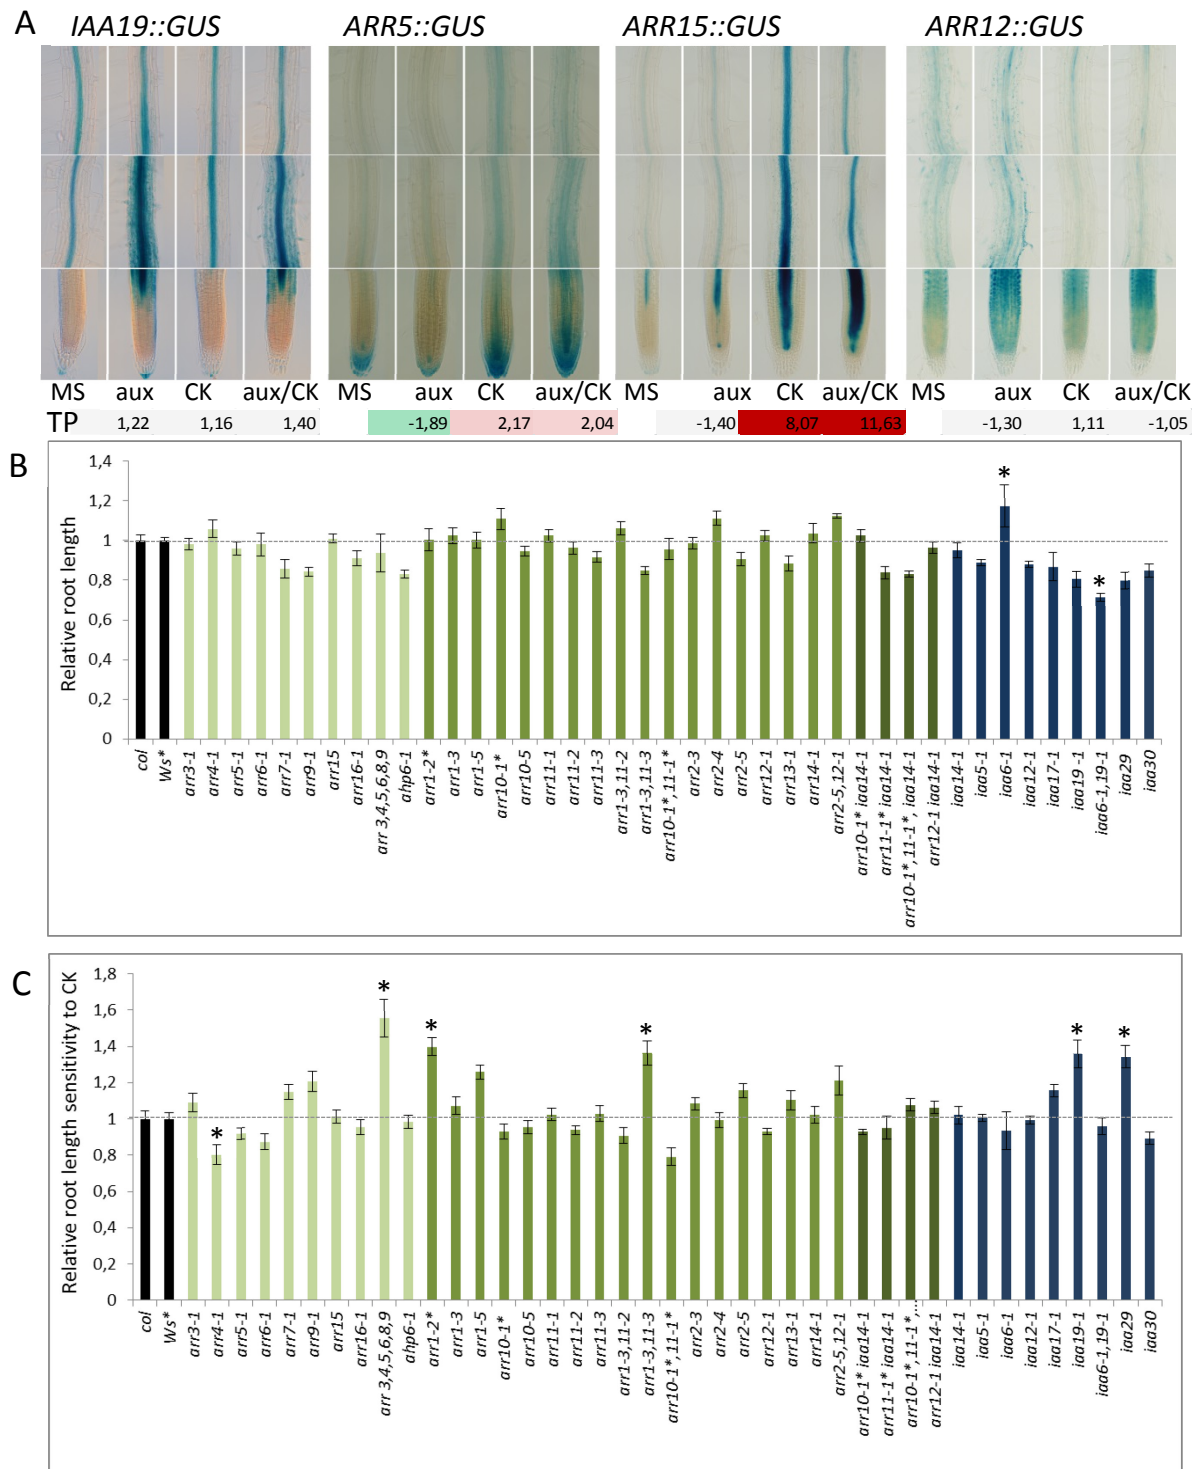 A IAA19::GUS ARR5::GUS ARR15::GUS ARR12::GUS
MS aux CK aux/CK MS aux CK aux/CK MS aux CK aux/CK MS aux CK aux/CK
TP 1,22 1,16 1,40 -1,89 2,17 2,04 -1,40 8,07 11,63 -1,30 1,11 -1,05
B
Relative root length
1,4
1,2
1
0,8
0,6
0,4
0,2
0
* *
col
Ws*
arr3-1
arr4-1
arr5-1
arr6-1
arr7-1
arr9-1
arr15
arr16-1
arr 3,4,5,6,8,9
ahp6-1
arr1-2*
arr1-3
arr1-5
arr10-1*
arr10-5
arr11-1
arr11-2
arr11-3
arr1-3,11-2
arr1-3,11-3
arr10-1*,11-1*
arr2-3
arr2-4
arr2-5
arr12-1
arr13-1
arr14-1
arr2-5,12-1
arr10-1* iaa14-1
arr11-1* iaa14-1
arr10-1*,11-1*, iaa14-1
arr12-1 iaa14-1
iaa14-1
iaa5-1
iaa6-1
iaa12-1
iaa17-1
iaa19 -1
iaa6-1,19-1
iaa29
iaa30
C
Relative root length sensitivity to CK
1,8
1,6
1,4
1,2
1
0,8
0,6
0,4
0,2
0
* * * * * *
col
Ws*
arr3-1
arr4-1
arr5-1
arr6-1
arr7-1
arr9-1
arr15
arr16-1
arr 3,4,5,6,8,9
ahp6-1
arr1-2*
arr1-3
arr1-5
arr10-1*
arr10-5
arr11-1
arr11-2
arr11-3
arr1-3,11-2
arr1-3,11-3
arr10-1*,11-1*
arr2-3
arr2-4
arr2-5
arr12-1
arr13-1
arr14-1
arr2-5,12-1
arr10-1* iaa14-1
arr11-1* iaa14-1
arr10-1*,11-1*,...
arr12-1 iaa14-1
iaa14-1
iaa5-1
iaa6-1
iaa12-1
iaa17-1
iaa19-1
iaa6-1,19-1
iaa29
iaa30